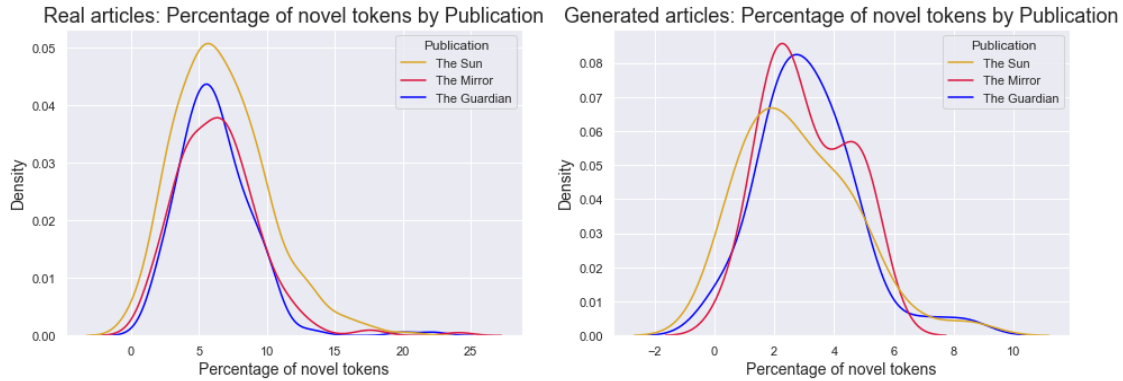 Real articles: Percentage of novel tokens by Publication
Publication
The Sun
The Mirror
The Guardian
Density
0.05
0.04
0.03
0.02
0.01
0.00
0
5
10
15
20
25
Percentage of novel tokens
Generated articles: Percentage of novel tokens by Publication
Publication
The Sun
The Mirror
The Guardian
Density
0.08
0.07
0.06
0.05
0.04
0.03
0.02
0.01
0.00
−2
0
2
4
6
8
10
Percentage of novel tokens